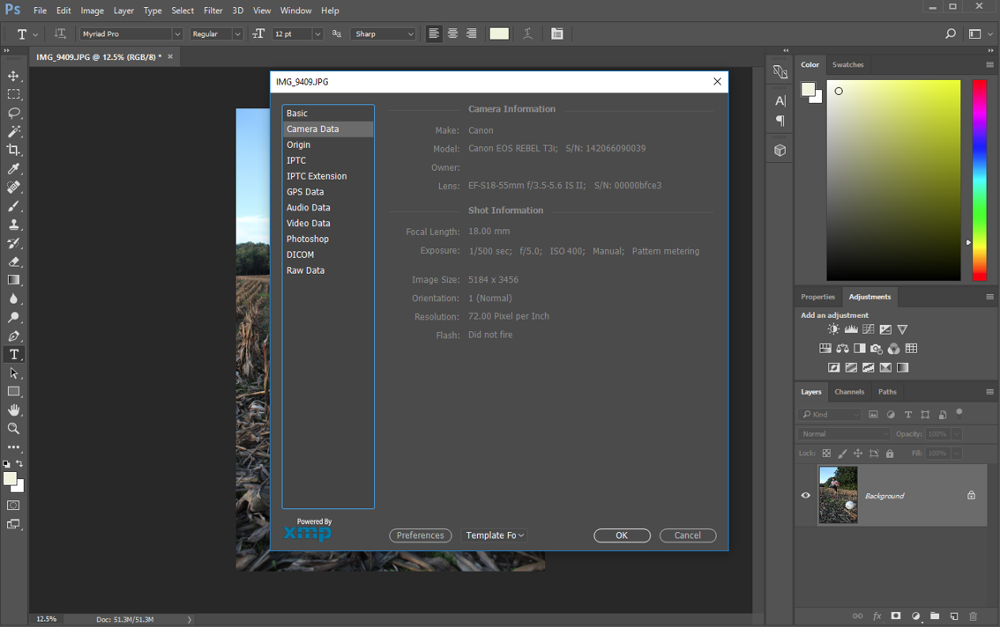 Ps File Edit Image Layer Type Select Filter 3D View Window Help
T Myriad Pro Regular 12 pt aa Sharp
IMG_9409.JPG @ 12.5% (RGB/8) * ×
IMG_9409.JPG
Basic
Camera Data
Origin
IPTC
IPTC Extension
GPS Data
Audio Data
Video Data
Photoshop
DICOM
Raw Data
Camera Information
Make: Canon
Model: Canon EOS REBEL T3i; S/N: 142066090039
Owner:
Lens: EF-S18-55mm f/3.5-5.6 IS II; S/N: 00000bfce3
Shot Information
Focal Length: 18.00 mm
Exposure: 1/500 sec; f/5.0; ISO 400; Manual; Pattern metering
Image Size: 5184 x 3456
Orientation: 1 (Normal)
Resolution: 72.00 Pixel per Inch
Flash: Did not fire
Powered By
xmp
Preferences Template Fo OK Cancel
Color Swatches
Properties Adjustments
Add an adjustment
Layers Channels Paths
Kind
Normal Opacity: 100%
Lock: Fill: 100%
Background
fx
12.5% Doc: 51.3M/51.3M